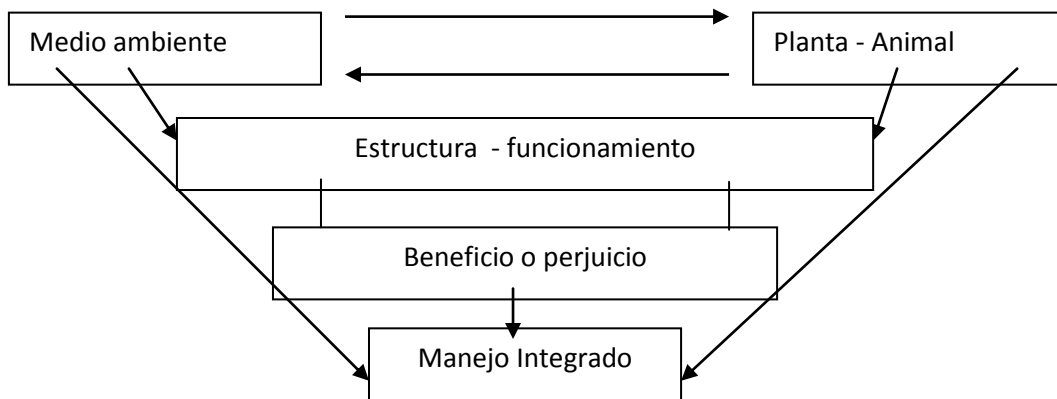 Medio ambiente
Planta - Animal
Estructura - funcionamiento
Beneficio o perjuicio
Manejo Integrado